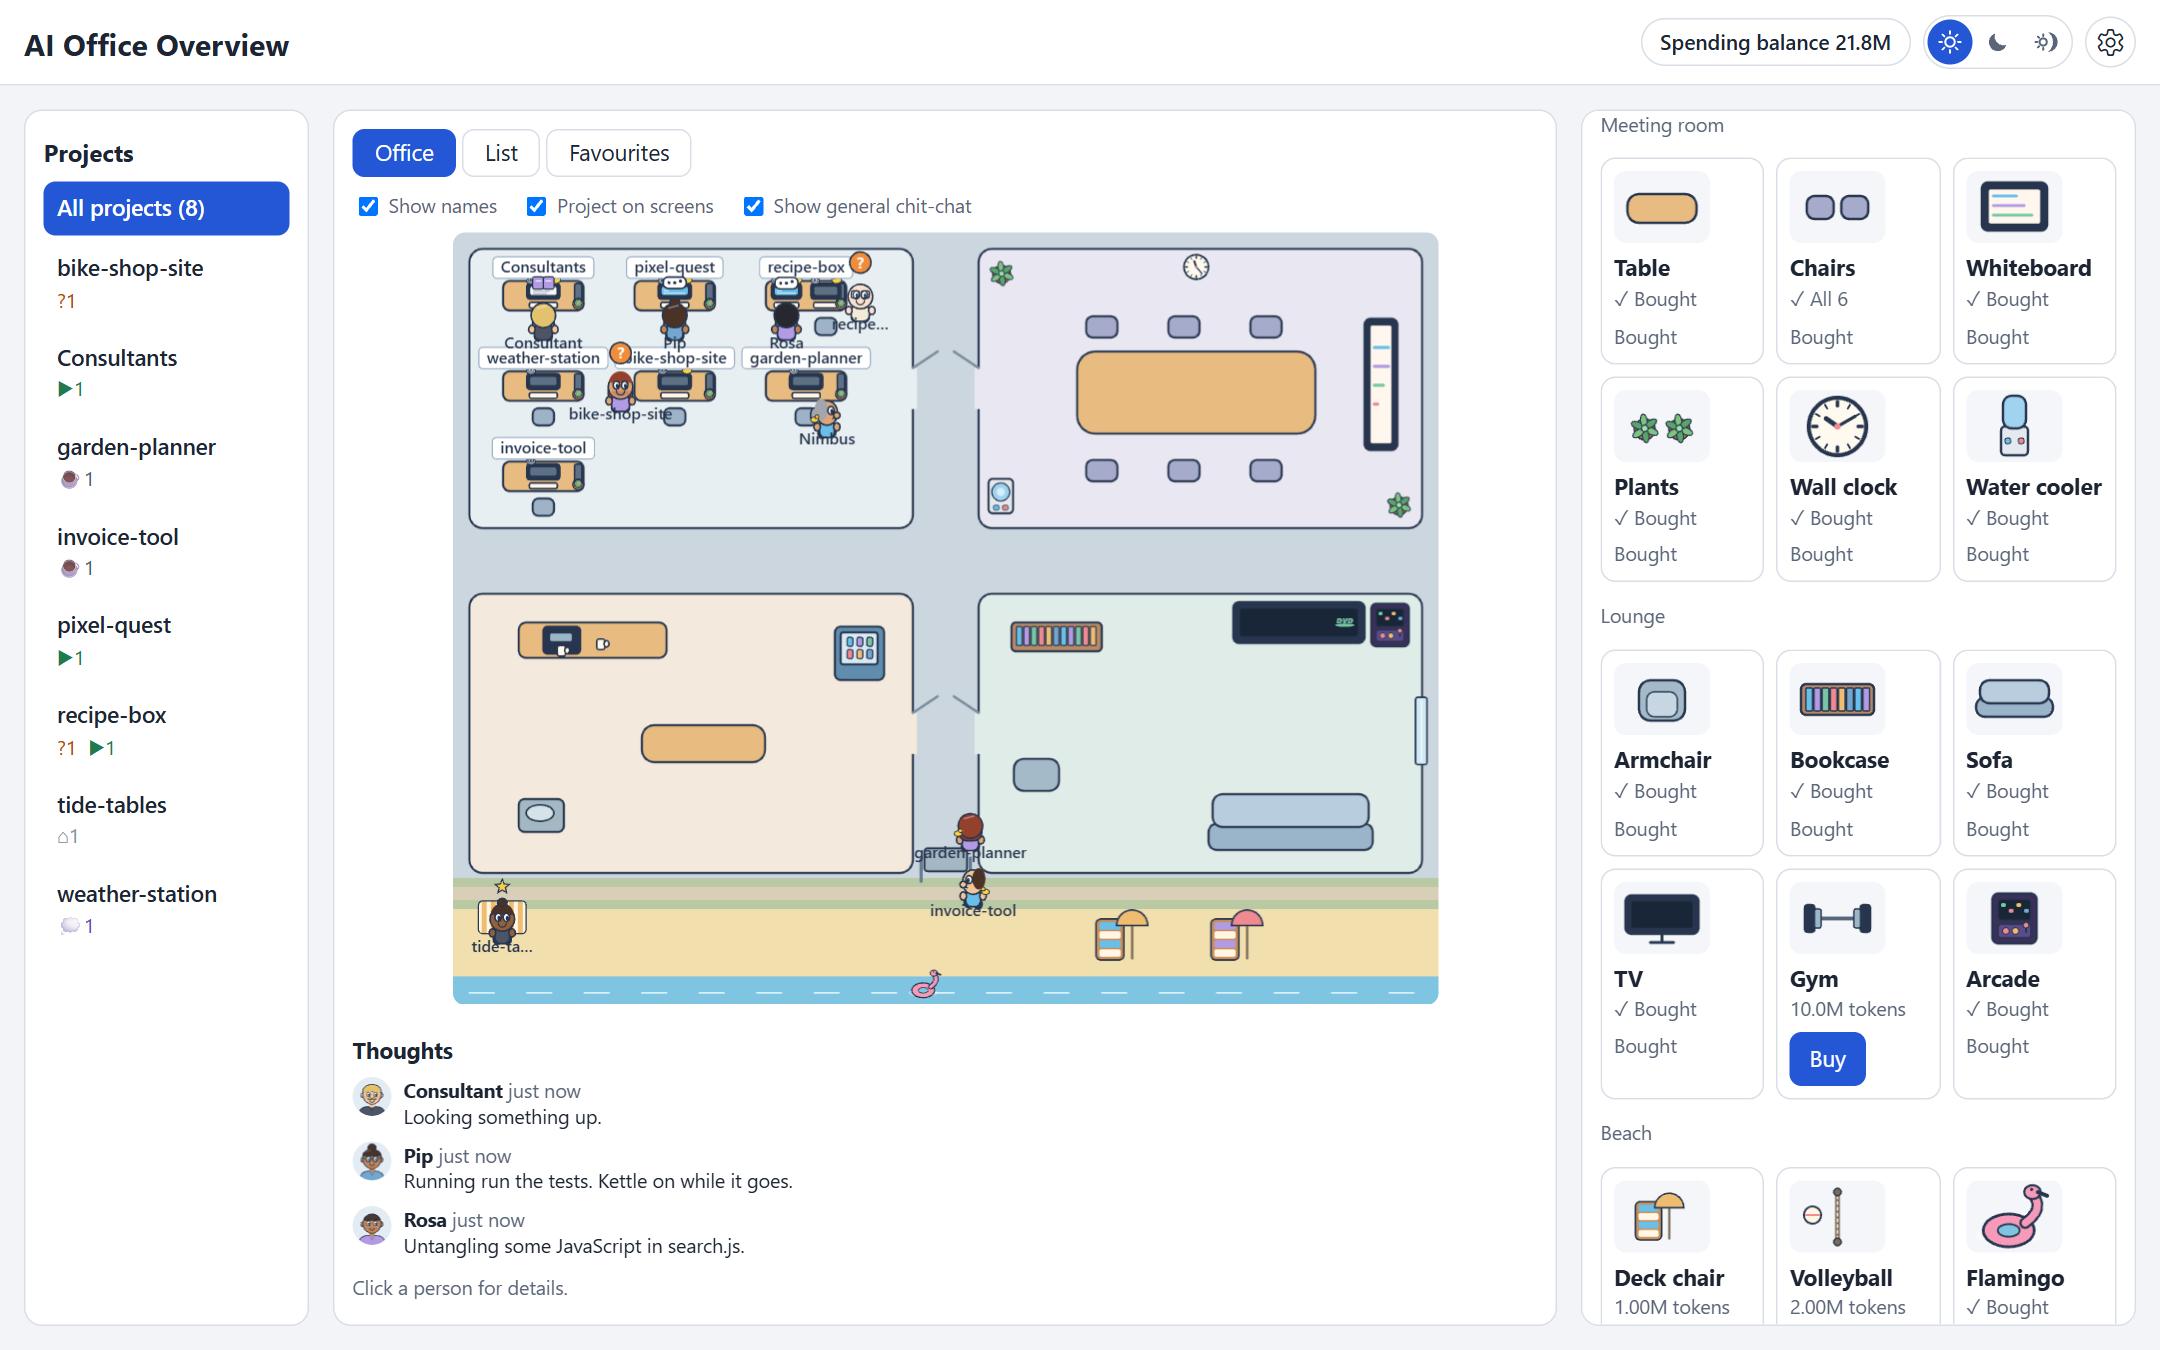 AI Office Overview
Spending balance 21.8M
Projects
All projects (8)
bike-shop-site
?1
Consultants
▶1
garden-planner
1
invoice-tool
1
pixel-quest
▶1
recipe-box
?1 ▶1
tide-tables
⌂1
weather-station
1
Office
List
Favourites
Show names
Project on screens
Show general chit-chat
Consultants
pixel-quest
recipe-box
?
recipe...
Consultant
Pip
Rosa
weather-station
?
bike-shop-site
garden-planner
bike-shop-site
Nimbus
invoice-tool
DVD
garden-planner
invoice-tool
tide-ta...
Thoughts
Consultant just now
Looking something up.
Pip just now
Running run the tests. Kettle on while it goes.
Rosa just now
Untangling some JavaScript in search.js.
Click a person for details.
Meeting room
Table
✓ Bought
Bought
Chairs
✓ All 6
Bought
Whiteboard
✓ Bought
Bought
Plants
✓ Bought
Bought
Wall clock
✓ Bought
Bought
Water cooler
✓ Bought
Bought
Lounge
Armchair
✓ Bought
Bought
Bookcase
✓ Bought
Bought
Sofa
✓ Bought
Bought
TV
✓ Bought
Bought
Gym
10.0M tokens
Buy
Arcade
✓ Bought
Bought
Beach
Deck chair
1.00M tokens
Volleyball
2.00M tokens
Flamingo
✓ Bought